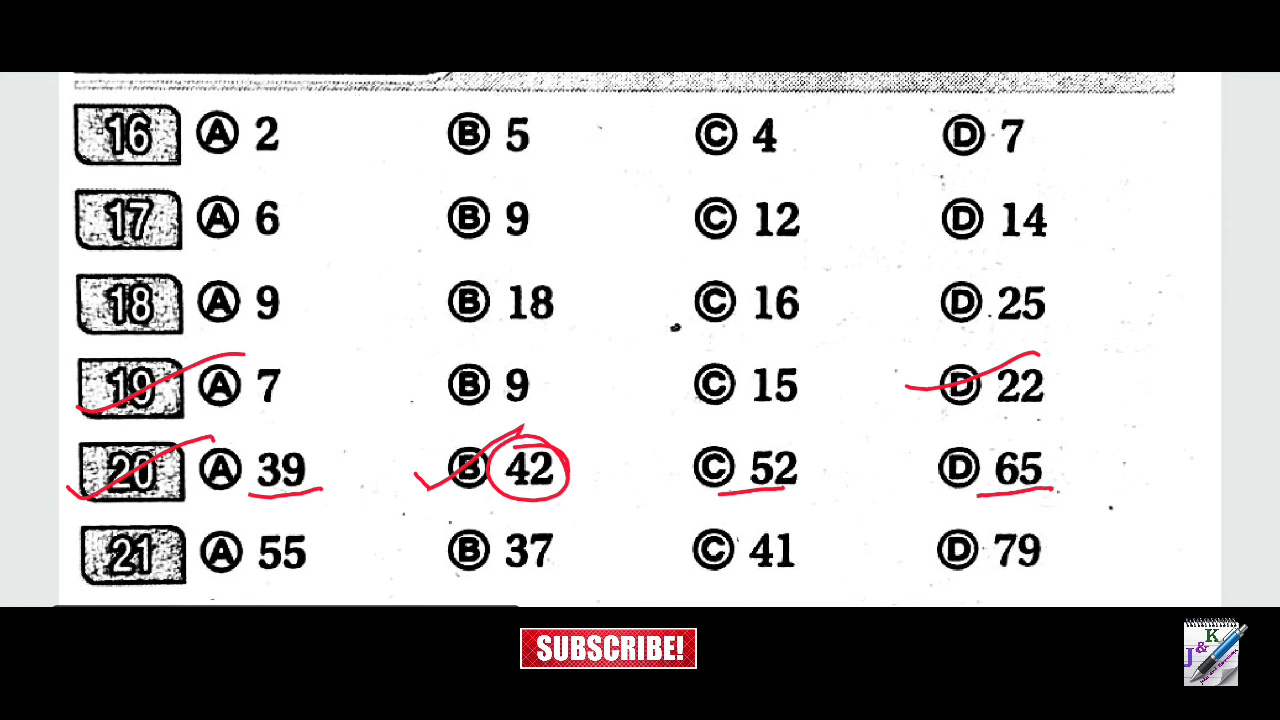 16 A 2 B 5 C 4 D 7
17 A 6 B 9 C 12 D 14
18 A 9 B 18 C 16 D 25
19 A 7 B 9 C 15 D 22
20 A 39 B 42 C 52 D 65
21 A 55 B 37 C 41 D 79
SUBSCRIBE!
J&K